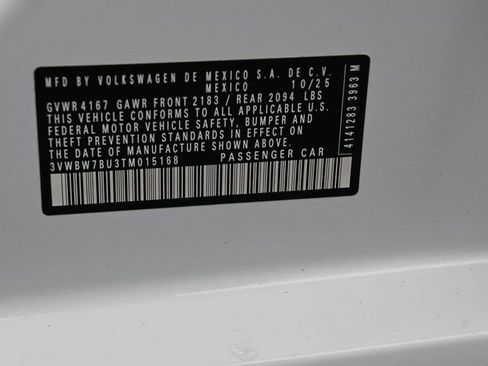 MFD BY VOLKSWAGEN DE MEXICO S.A. DE C.V.
MEXICO 10/25
GVWR4167 GAWR FRONT 2183 / REAR 2094 LBS
THIS VEHICLE CONFORMS TO ALL APPLICABLE U.S.
FEDERAL MOTOR VEHICLE SAFETY, BUMPER AND
THEFT PREVENTION STANDARDS IN EFFECT ON
THE DATE OF MANUFACTURE SHOWN ABOVE.
3VWBW7BU3TM015168 PASSENGER CAR
4141283 3963 M